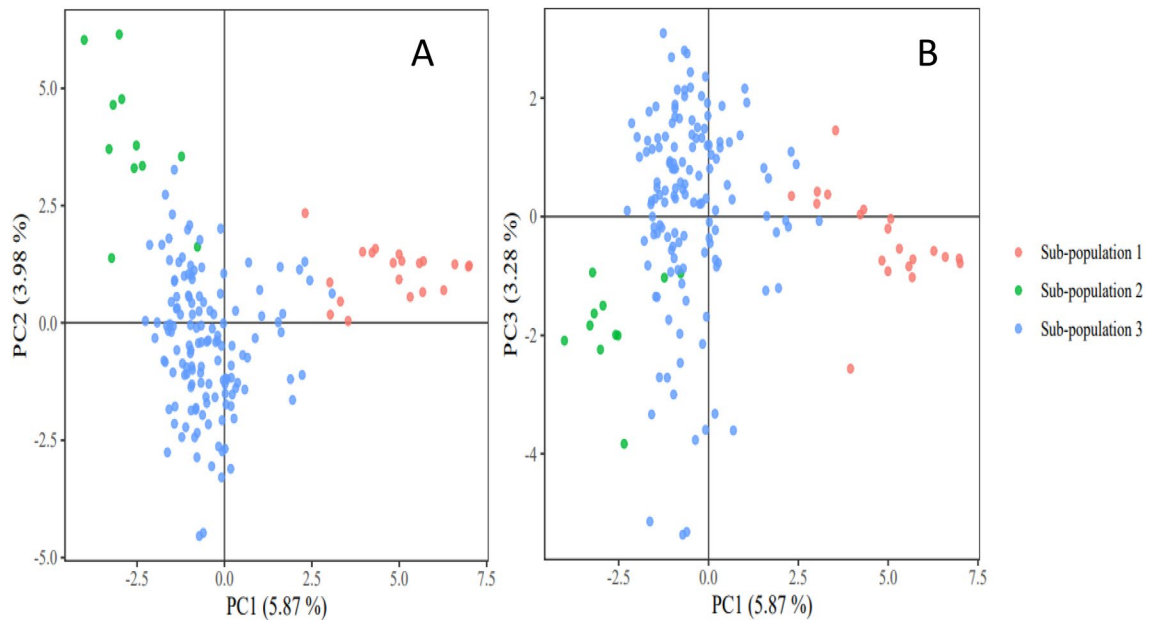 A
PC2 (3.98 %)
5.0
2.5
0.0
-2.5
-5.0
-2.5
0.0
2.5
5.0
7.5
PC1 (5.87 %)
B
PC3 (3.28 %)
2
0
-2
-4
-2.5
0.0
2.5
5.0
7.5
PC1 (5.87 %)
Sub-population 1
Sub-population 2
Sub-population 3